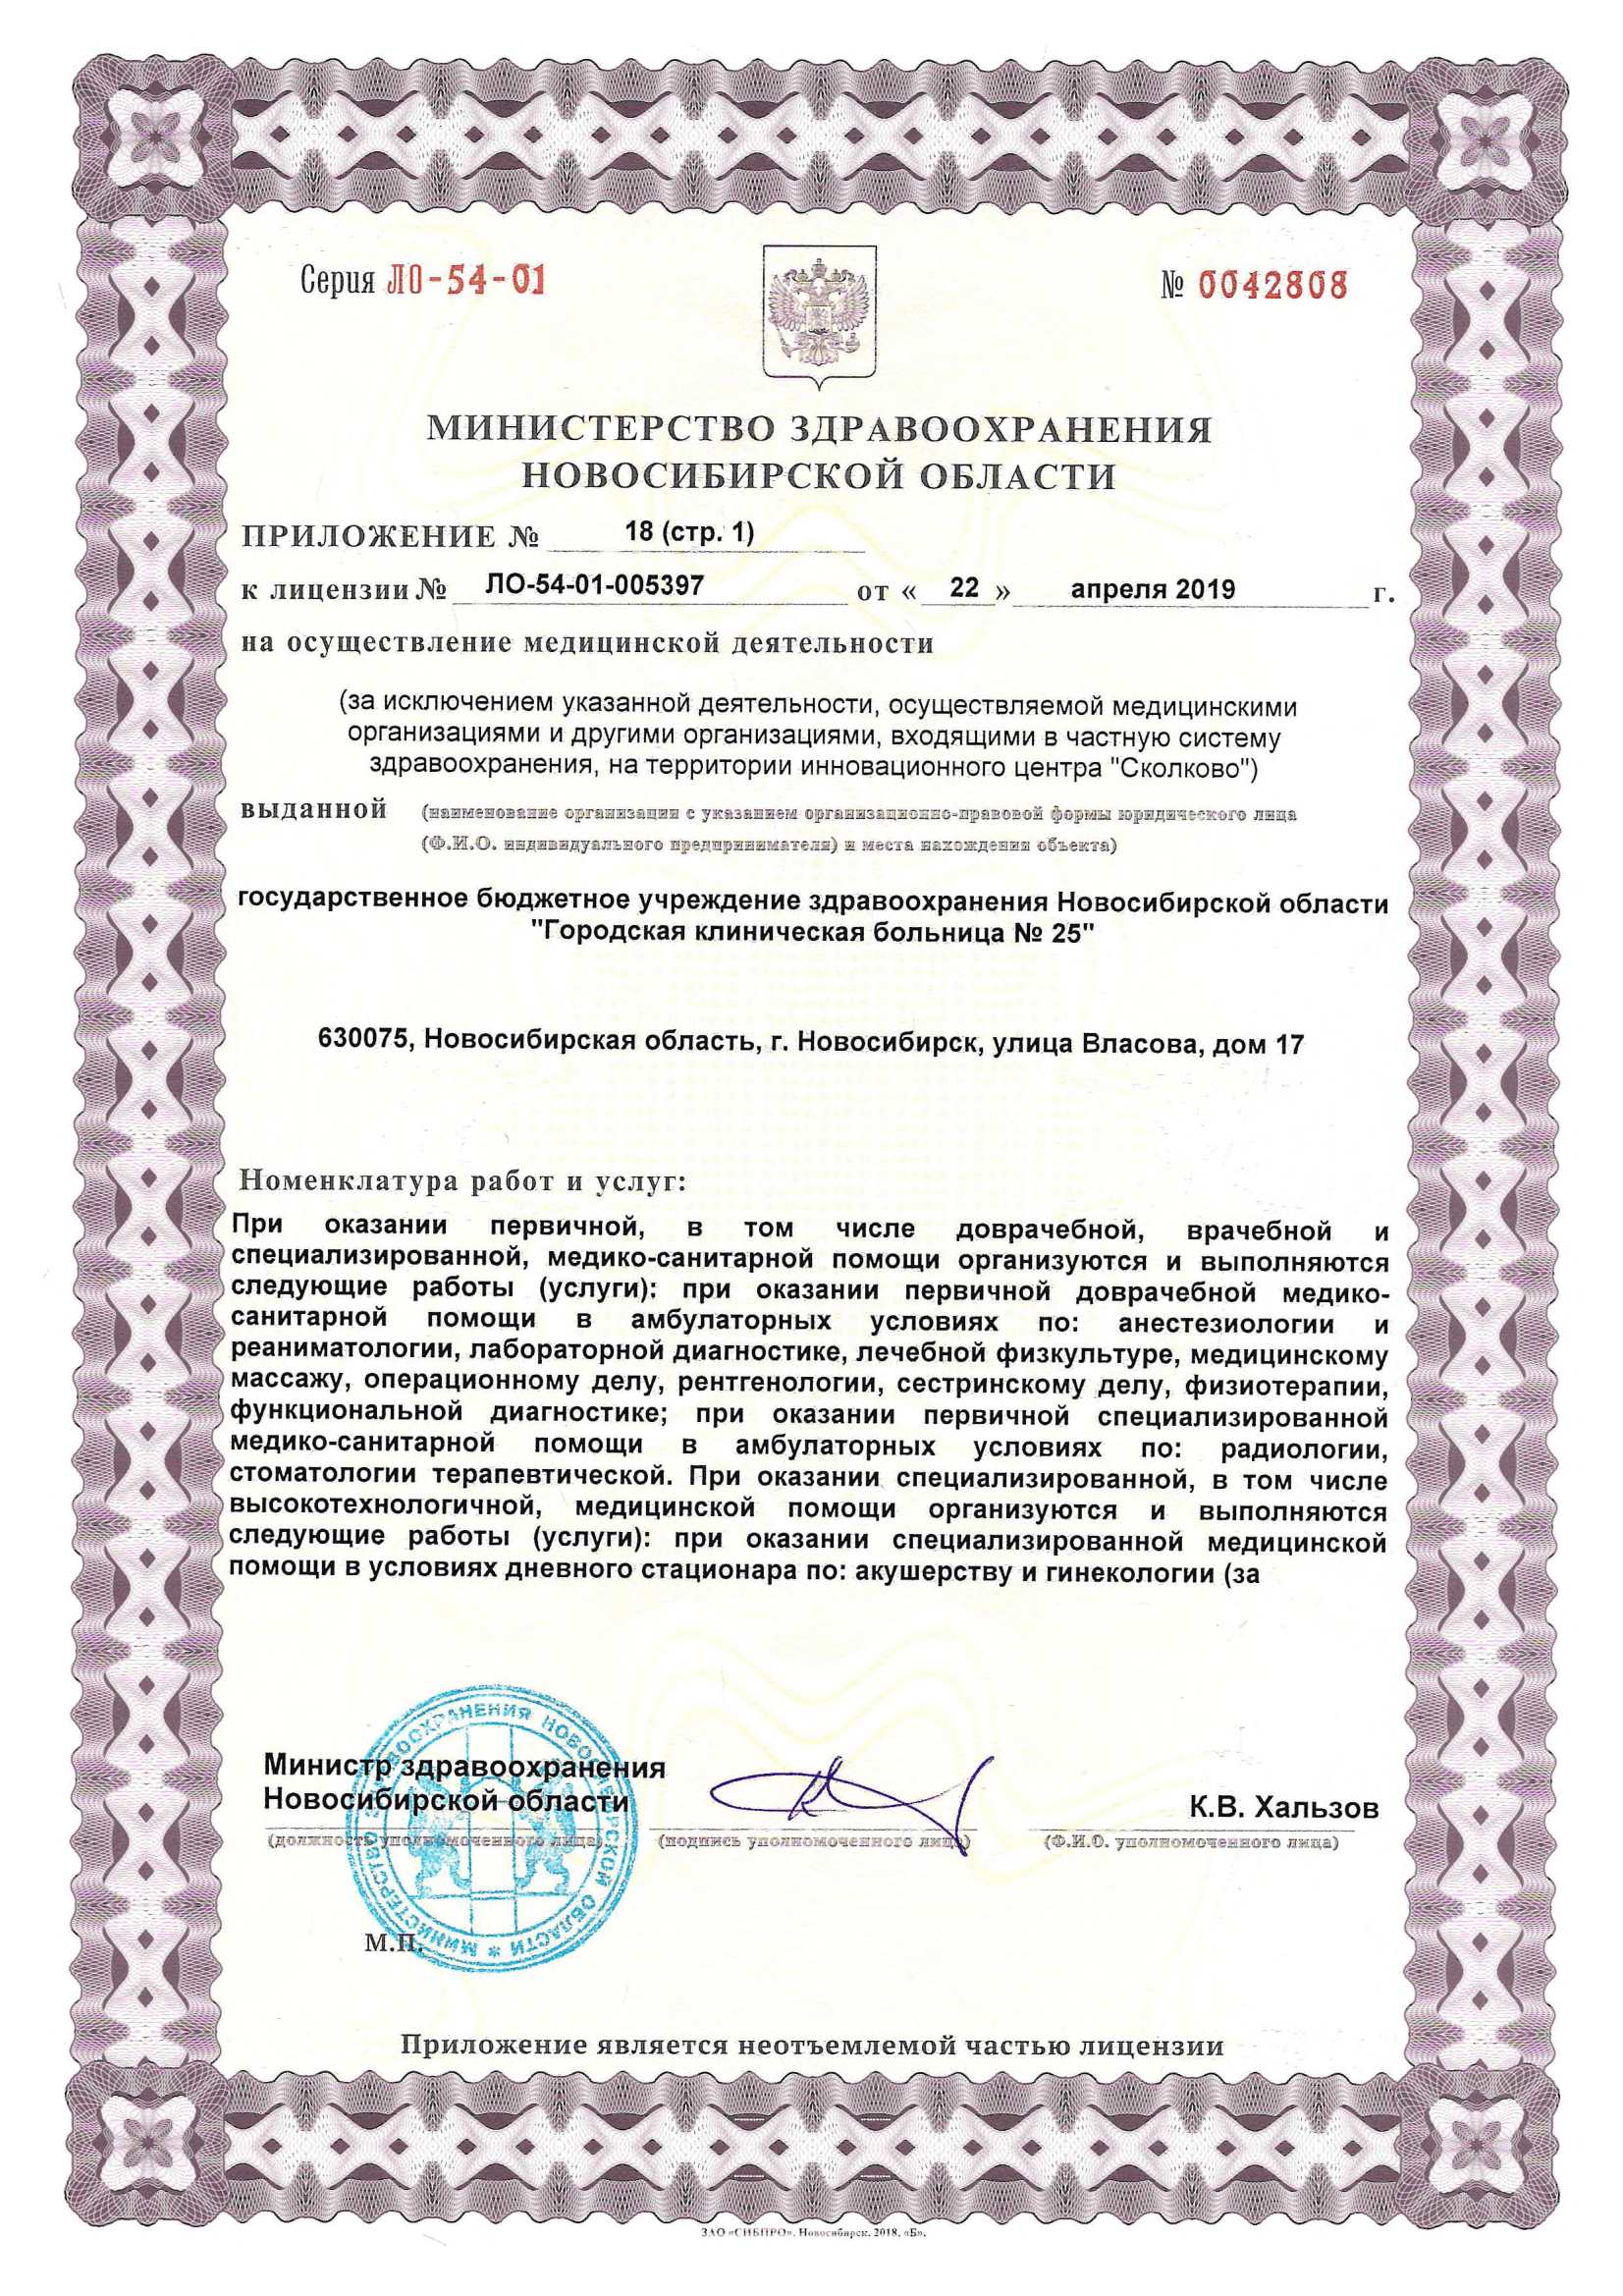 Серия ЛО-54-01
№ 0042808
МИНИСТЕРСТВО ЗДРАВООХРАНЕНИЯ
НОВОСИБИРСКОЙ ОБЛАСТИ
ПРИЛОЖЕНИЕ № 18 (стр. 1)
к лицензии № ЛО-54-01-005397 от « 22 » апреля 2019 г.
на осуществление медицинской деятельности
(за исключением указанной деятельности, осуществляемой медицинскими
организациями и другими организациями, входящими в частную систему
здравоохранения, на территории инновационного центра "Сколково")
выданной (наименование организации с указанием организационно-правовой формы юридического лица
(Ф.И.О. индивидуального предпринимателя) и места нахождения объекта)
государственное бюджетное учреждение здравоохранения Новосибирской области
"Городская клиническая больница № 25"
630075, Новосибирская область, г. Новосибирск, улица Власова, дом 17
Номенклатура работ и услуг:
При оказании первичной, в том числе доврачебной, врачебной и
специализированной, медико-санитарной помощи организуются и выполняются
следующие работы (услуги): при оказании первичной доврачебной медико-
санитарной помощи в амбулаторных условиях по: анестезиологии и
реаниматологии, лабораторной диагностике, лечебной физкультуре, медицинскому
массажу, операционному делу, рентгенологии, сестринскому делу, физиотерапии,
функциональной диагностике; при оказании первичной специализированной
медико-санитарной помощи в амбулаторных условиях по: радиологии,
стоматологии терапевтической. При оказании специализированной, в том числе
высокотехнологичной, медицинской помощи организуются и выполняются
следующие работы (услуги): при оказании специализированной медицинской
помощи в условиях дневного стационара по: акушерству и гинекологии (за
Министр здравоохранения
Новосибирской области
К.В. Хальзов
(должность уполномоченного лица)
(подпись уполномоченного лица)
(Ф.И.О. уполномоченного лица)
МИНИСТЕРСТВО ЗДРАВООХРАНЕНИЯ НОВОСИБИРСКОЙ ОБЛАСТИ *
М.П.
Приложение является неотъемлемой частью лицензии
ЗАО «СИБПРО», Новосибирск, 2018, «Б».